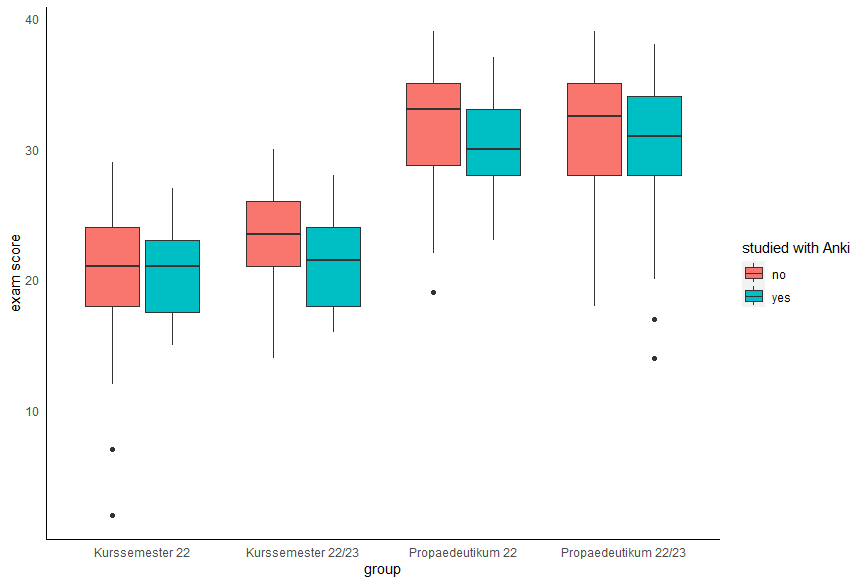 40
30
20
10
exam score
Kurssemester 22
Kurssemester 22/23
Propaedeutikum 22
Propaedeutikum 22/23
group
studied with Anki
no
yes